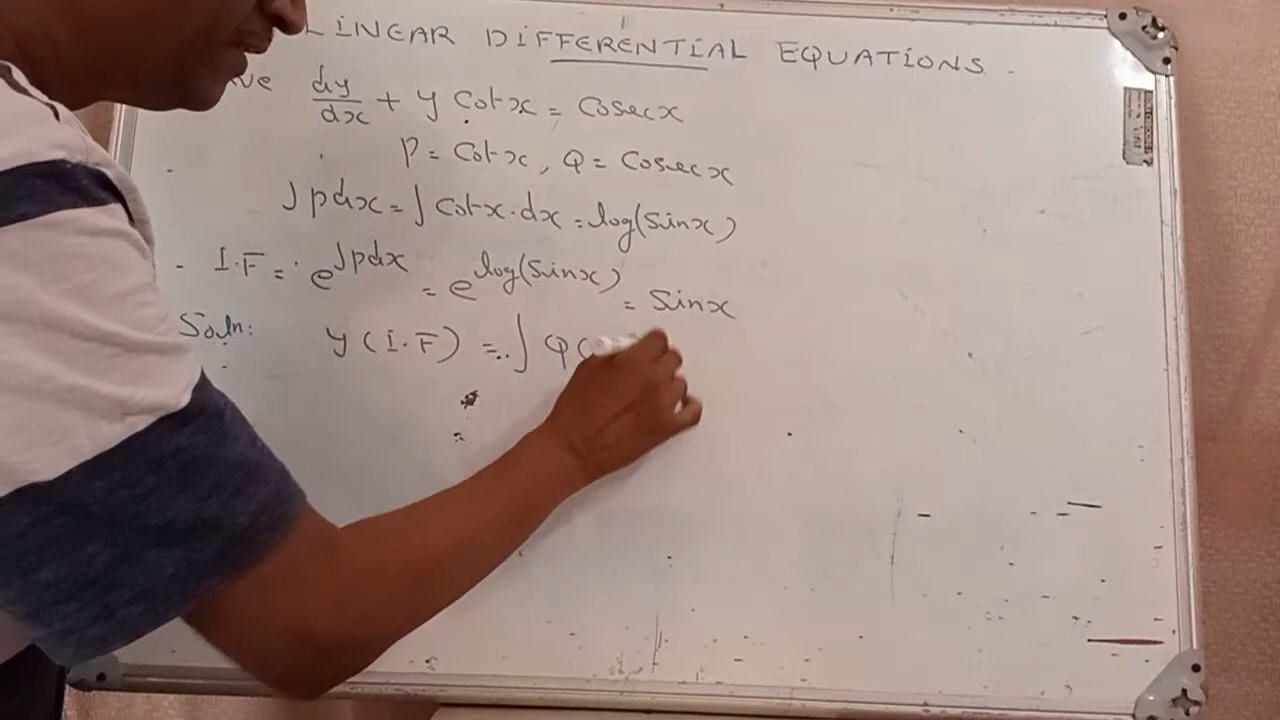 LINEAR DIFFERENTIAL EQUATIONS.
dy/dx + y Cot x = Cosec x
P = Cot x, Q = Cosec x
∫ p dx = ∫ Cot x · dx = log(Sin x)
I.F = e^∫pdx = e^log(Sin x) = Sin x
Soln: y (I.F) = ∫ Q (